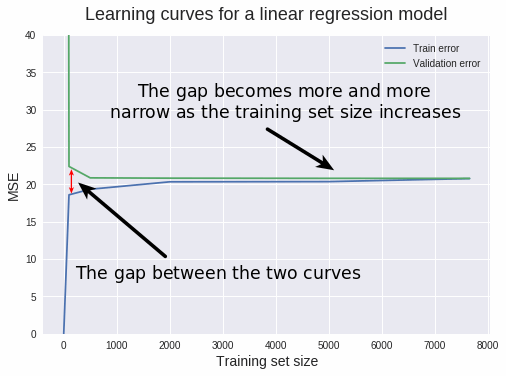 Learning curves for a linear regression model
40
35
30
25
20
15
10
5
0
MSE
Train error
Validation error
The gap becomes more and more
narrow as the training set size increases
The gap between the two curves
0 1000 2000 3000 4000 5000 6000 7000 8000
Training set size